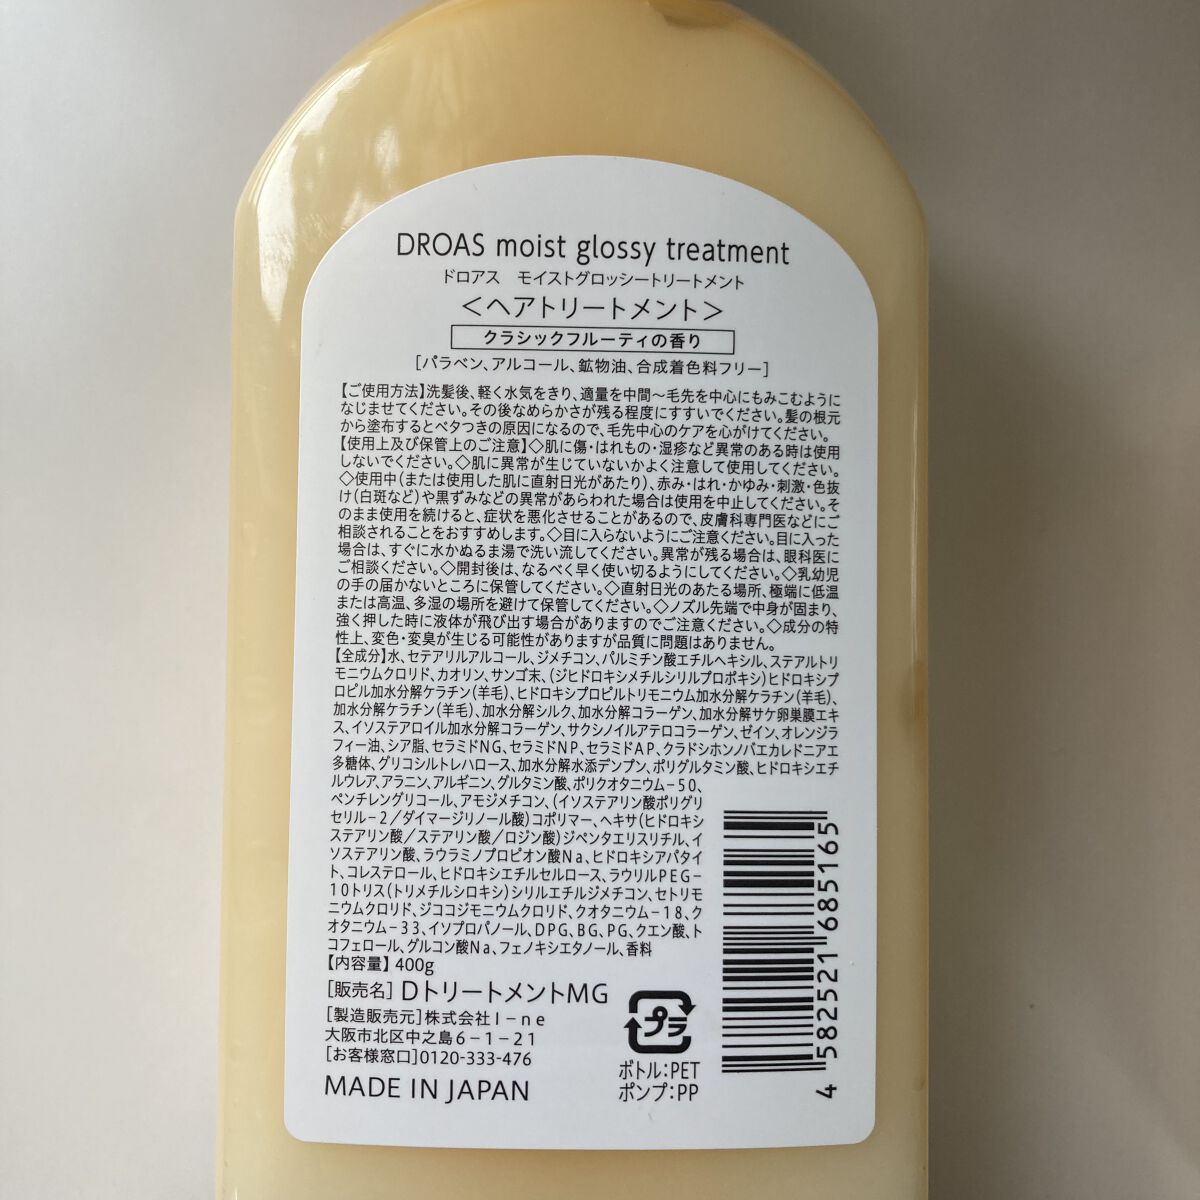 DROAS moist glossy treatment
ドロアス　モイストグロッシートリートメント
＜ヘアトリートメント＞
クラシックフルーティの香り
[パラベン、アルコール、鉱物油、合成着色料フリー]
【ご使用方法】洗髪後、軽く水気をきり、適量を中間～毛先を中心にもみこむように
なじませてください。その後なめらかさが残る程度にすすいでください。髪の根元
から塗布するとベタつきの原因になるので、毛先中心のケアを心がけてください。
【使用上及び保管上のご注意】◇肌に傷・はれもの・湿疹など異常のある時は使用
しないでください。◇肌に異常が生じていないかよく注意して使用してください。
◇使用中(または使用した肌に直射日光があたり)、赤み・はれ・かゆみ・刺激・色抜
け(白斑など)や黒ずみなどの異常があらわれた場合は使用を中止してください。そ
のまま使用を続けると、症状を悪化させることがあるので、皮膚科専門医などにご
相談されることをおすすめします。◇目に入らないようにご注意ください。目に入った
場合は、すぐに水かぬるま湯で洗い流してください。異常が残る場合は、眼科医に
ご相談ください。◇開封後は、なるべく早く使い切るようにしてください。◇乳幼児
の手の届かないところに保管してください。◇直射日光のあたる場所、極端に低温
または高温、多湿の場所を避けて保管してください。◇ノズル先端で中身が固まり、
強く押した時に液体が飛び出す場合がありますのでご注意ください。◇成分の特
性上、変色・変臭が生じる可能性がありますが品質に問題はありません。
【全成分】水、セテアリルアルコール、ジメチコン、パルミチン酸エチルヘキシル、ステアルトリ
モニウムクロリド、カオリン、サンゴ末、(ジヒドロキシメチルシリルプロポキシ)ヒドロキシプ
ロピル加水分解ケラチン(羊毛)、ヒドロキシプロピルトリモニウム加水分解ケラチン(羊毛)、
加水分解ケラチン(羊毛)、加水分解シルク、加水分解コラーゲン、加水分解サケ卵巣膜エキ
ス、イソステアロイル加水分解コラーゲン、サクシノイルアテロコラーゲン、ゼイン、オレンジラ
フィー油、シア脂、セラミドNG、セラミドNP、セラミドAP、クラドシホンノバエカレドニアエ
多糖体、グリコシルトレハロース、加水分解水添デンプン、ポリグルタミン酸、ヒドロキシエチ
ルウレア、アラニン、アルギニン、グルタミン酸、ポリクオタニウム－50、
ペンチレングリコール、アモジメチコン、(イソステアリン酸ポリグリ
セリル－2／ダイマージリノール酸)コポリマー、ヘキサ(ヒドロキシ
ステアリン酸／ステアリン酸／ロジン酸)ジペンタエリスリチル、イ
ソステアリン酸、ラウラミノプロピオン酸Na、ヒドロキシアパタイ
ト、コレステロール、ヒドロキシエチルセルロース、ラウリルPEG－
10トリス(トリメチルシロキシ)シリルエチルジメチコン、セトリモ
ニウムクロリド、ジココジモニウムクロリド、クオタニウム－18、ク
オタニウム－33、イソプロパノール、DPG、BG、PG、クエン酸、ト
コフェロール、グルコン酸Na、フェノキシエタノール、香料
【内容量】400g
[販売名]DトリートメントMG
[製造販売元]株式会社I－ne
大阪市北区中之島6－1－21
[お客様窓口]0120-333-476
MADE IN JAPAN
プラ
ボトル：PET
ポンプ：PP
4 582521 685165